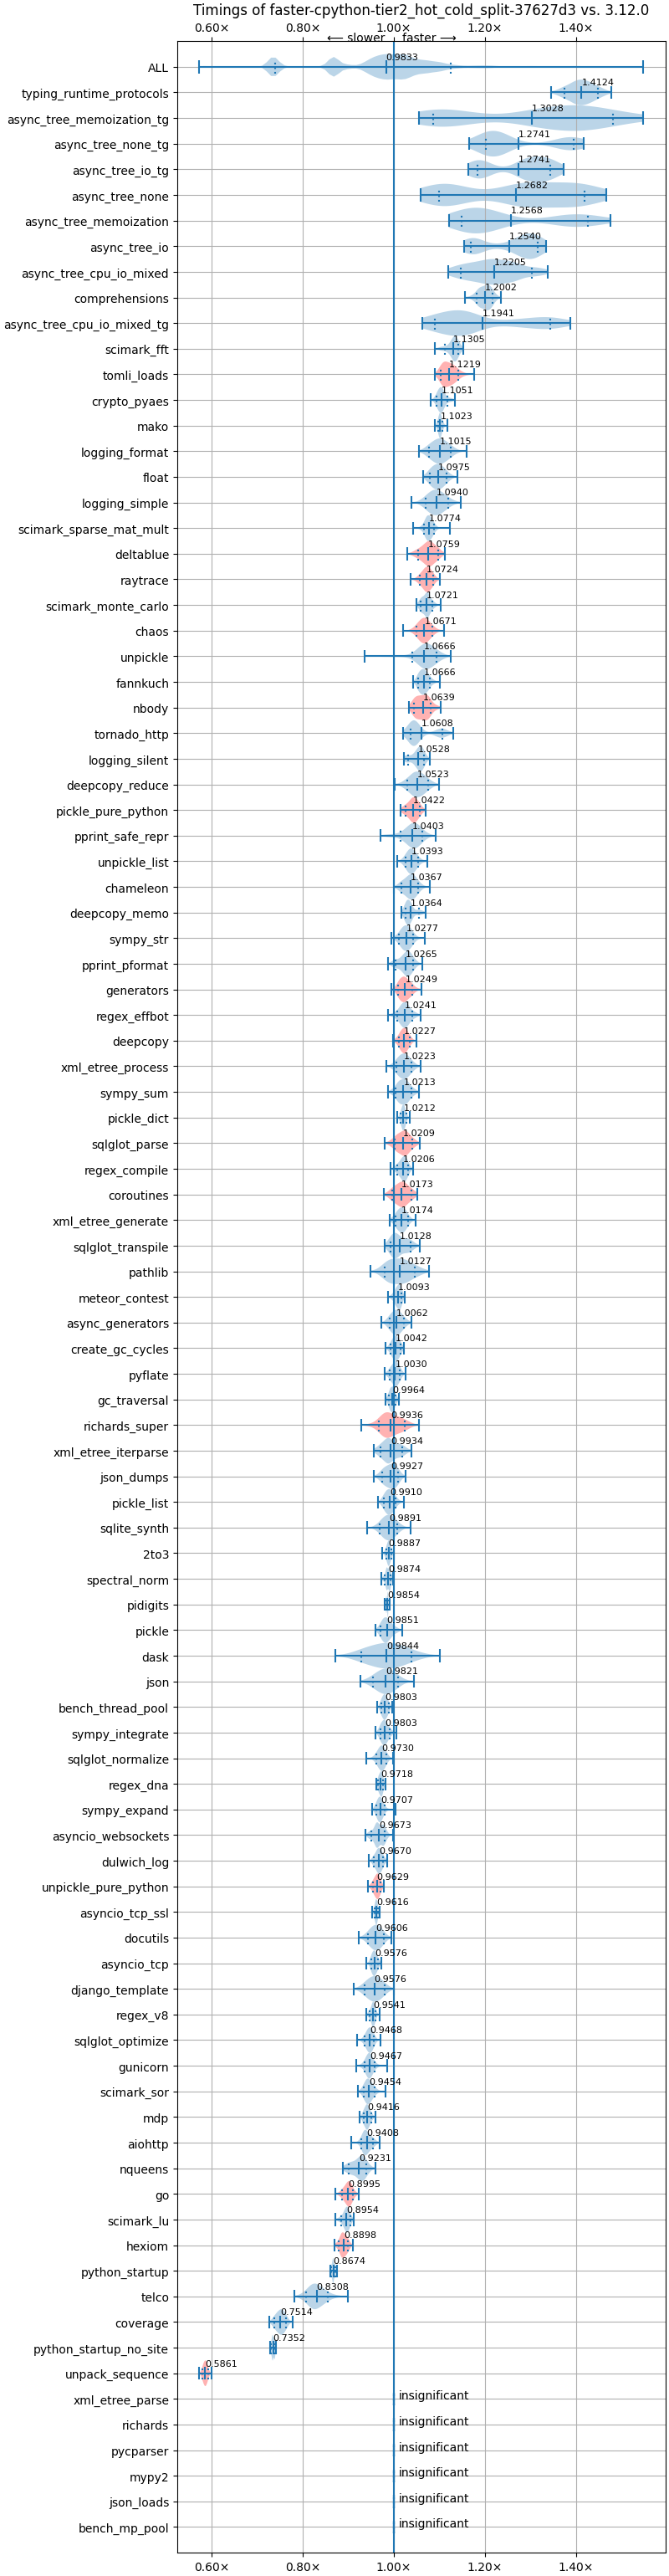 Timings of faster-cpython-tier2_hot_cold_split-37627d3 vs. 3.12.0
0.60× 0.80× 1.00× 1.20× 1.40×
⟵ slower faster ⟶
ALL 0.9833
typing_runtime_protocols 1.4124
async_tree_memoization_tg 1.3028
async_tree_none_tg 1.2741
async_tree_io_tg 1.2741
async_tree_none 1.2682
async_tree_memoization 1.2568
async_tree_io 1.2540
async_tree_cpu_io_mixed 1.2205
comprehensions 1.2002
async_tree_cpu_io_mixed_tg 1.1941
scimark_fft 1.1305
tomli_loads 1.1219
crypto_pyaes 1.1051
mako 1.1023
logging_format 1.1015
float 1.0975
logging_simple 1.0940
scimark_sparse_mat_mult 1.0774
deltablue 1.0759
raytrace 1.0724
scimark_monte_carlo 1.0721
chaos 1.0671
unpickle 1.0666
fannkuch 1.0666
nbody 1.0639
tornado_http 1.0608
logging_silent 1.0528
deepcopy_reduce 1.0523
pickle_pure_python 1.0422
pprint_safe_repr 1.0403
unpickle_list 1.0393
chameleon 1.0367
deepcopy_memo 1.0364
sympy_str 1.0277
pprint_pformat 1.0265
generators 1.0249
regex_effbot 1.0241
deepcopy 1.0227
xml_etree_process 1.0223
sympy_sum 1.0213
pickle_dict 1.0212
sqlglot_parse 1.0209
regex_compile 1.0206
coroutines 1.0173
xml_etree_generate 1.0174
sqlglot_transpile 1.0128
pathlib 1.0127
meteor_contest 1.0093
async_generators 1.0062
create_gc_cycles 1.0042
pyflate 1.0030
gc_traversal 0.9964
richards_super 0.9936
xml_etree_iterparse 0.9934
json_dumps 0.9927
pickle_list 0.9910
sqlite_synth 0.9891
2to3 0.9887
spectral_norm 0.9874
pidigits 0.9854
pickle 0.9851
dask 0.9844
json 0.9821
bench_thread_pool 0.9803
sympy_integrate 0.9803
sqlglot_normalize 0.9730
regex_dna 0.9718
sympy_expand 0.9707
asyncio_websockets 0.9673
dulwich_log 0.9670
unpickle_pure_python 0.9629
asyncio_tcp_ssl 0.9616
docutils 0.9606
asyncio_tcp 0.9576
django_template 0.9576
regex_v8 0.9541
sqlglot_optimize 0.9468
gunicorn 0.9467
scimark_sor 0.9454
mdp 0.9416
aiohttp 0.9408
nqueens 0.9231
go 0.8995
scimark_lu 0.8954
hexiom 0.8898
python_startup 0.8674
telco 0.8308
coverage 0.7514
python_startup_no_site 0.7352
unpack_sequence 0.5861
xml_etree_parse insignificant
richards insignificant
pycparser insignificant
mypy2 insignificant
json_loads insignificant
bench_mp_pool insignificant
0.60× 0.80× 1.00× 1.20× 1.40×